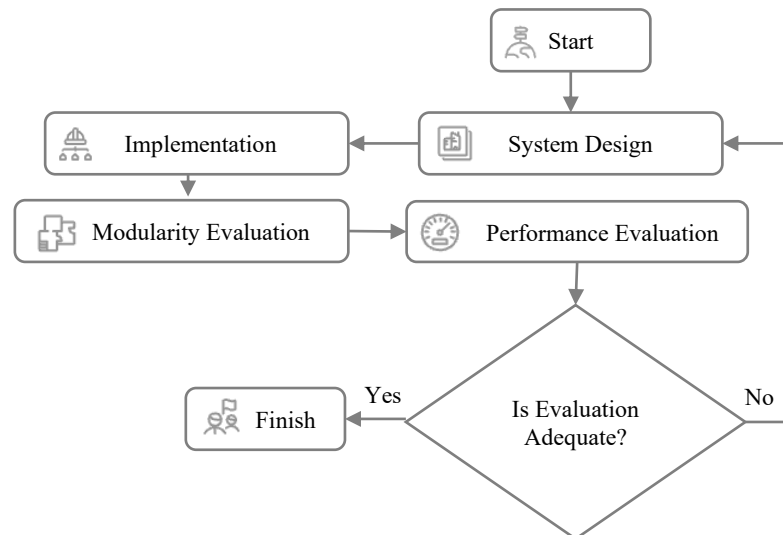 Start
System Design
Implementation
Modularity Evaluation
Performance Evaluation
Is Evaluation
Adequate?
Yes
No
Finish